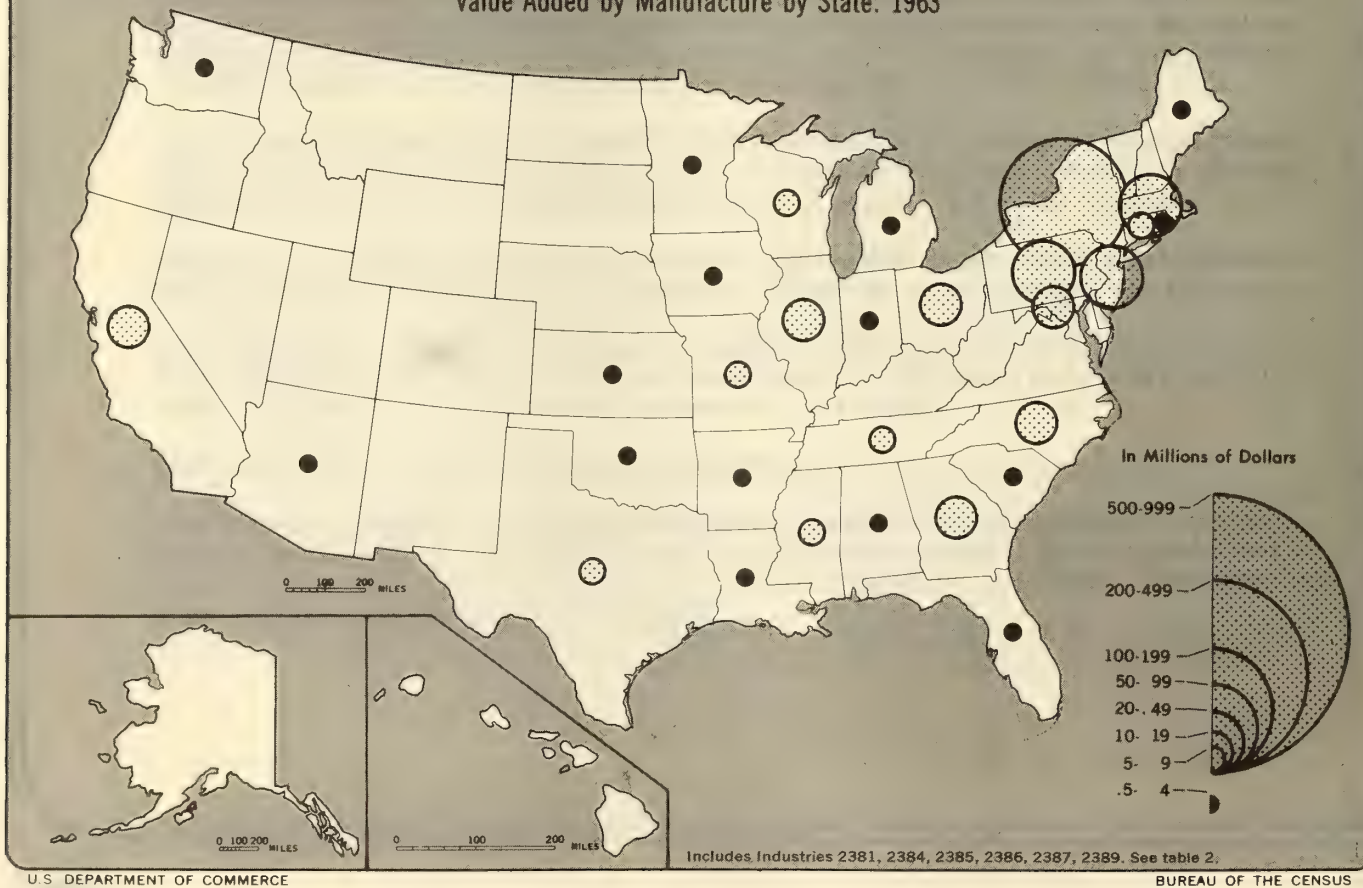 Value Added by Manufacture by State: 1963
In Millions of Dollars
500-999
200-499
100-199
50- 99
20-. 49
10- 19
5- 9
.5- 4
0 100 200 MILES
0 100 200 MILES
0 100 200 MILES
Includes Industries 2381, 2384, 2385, 2386, 2387, 2389. See table 2.
U.S DEPARTMENT OF COMMERCE
BUREAU OF THE CENSUS